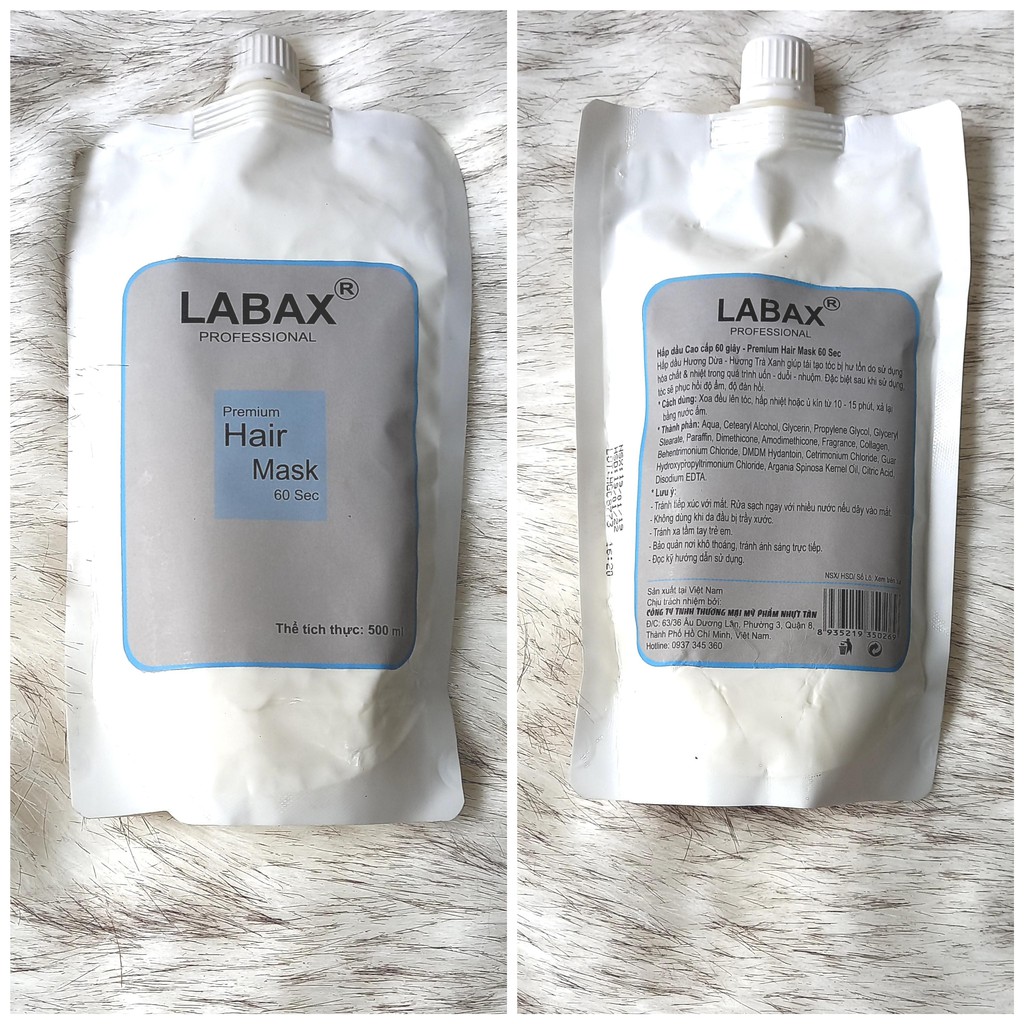 LABAX®
PROFESSIONAL
Premium
Hair
Mask
60 Sec
Thể tích thực: 500 ml
LABAX®
PROFESSIONAL
Hấp dầu Cao cấp 60 giây - Premium Hair Mask 60 Sec
Hấp dầu Hương Dừa - Hương Trà Xanh giúp tái tạo tóc bị hư tổn do sử dụng
hóa chất & nhiệt trong quá trình uốn - duỗi - nhuộm. Đặc biệt sau khi sử dụng,
tóc sẽ phục hồi độ ẩm, độ đàn hồi.
* Cách dùng: Xoa đều lên tóc, hấp nhiệt hoặc ủ kín từ 10 - 15 phút, xả lại
bằng nước ấm.
* Thành phần: Aqua, Cetearyl Alcohol, Glycerin, Propylene Glycol, Glyceryl
Stearate, Paraffin, Dimethicone, Amodimethicone, Fragrance, Collagen,
Behentrimonium Chloride, DMDM Hydantoin, Cetrimonium Chloride, Guar
Hydroxypropyltrimonium Chloride, Argania Spinosa Kernel Oil, Citric Acid,
Disodium EDTA.
* Lưu ý:
- Tránh tiếp xúc với mắt. Rửa sạch ngay với nhiều nước nếu dây vào mắt.
- Không dùng khi da đầu bị trầy xước.
- Tránh xa tầm tay trẻ em.
- Bảo quản nơi khô thoáng, tránh ánh sáng trực tiếp.
- Đọc kỹ hướng dẫn sử dụng.
NSX/ HSD/ Số Lô: Xem trên
Sản xuất tại Việt Nam
Chịu trách nhiệm bởi:
CÔNG TY TNHH THƯƠNG MẠI MỸ PHẨM NHỰT TÂN
Đ/C: 63/36 Âu Dương Lân, Phường 3, Quận 8,
Thành Phố Hồ Chí Minh, Việt Nam.
Hotline: 0937 345 360
8 935219 350269
NSX:19/01/19
HSD:19/01/22
16:20